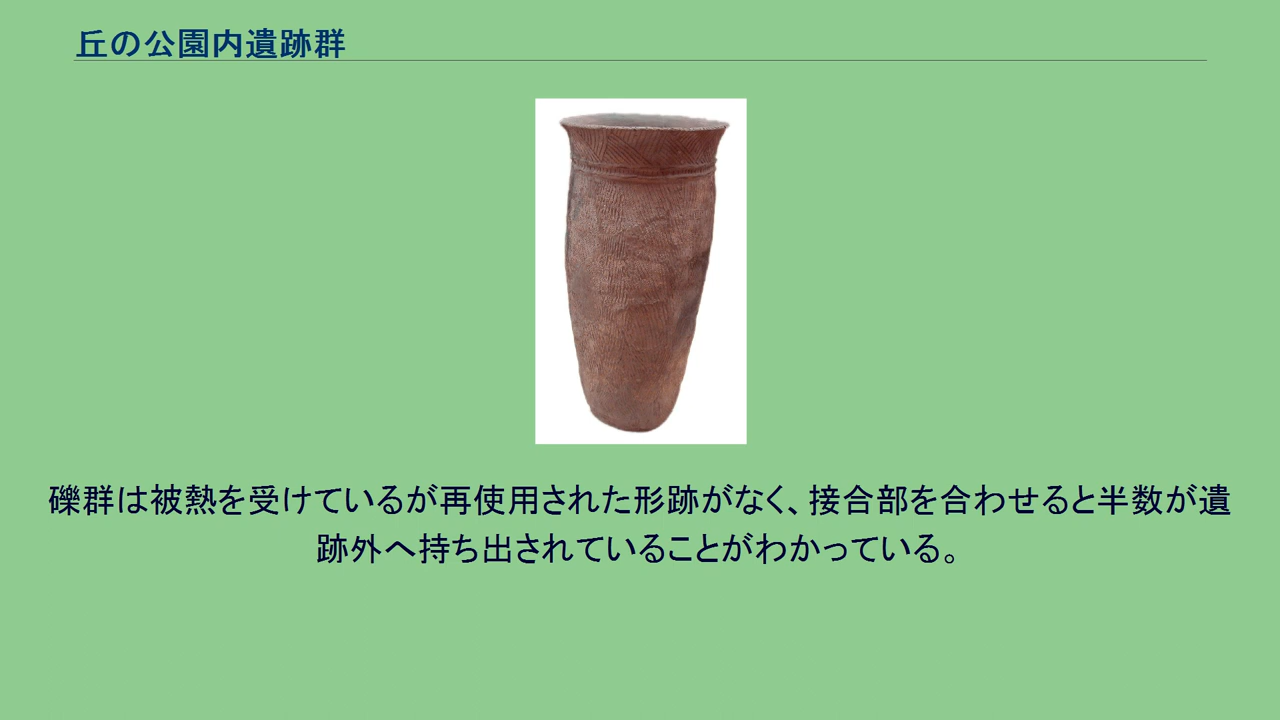 丘の公園内遺跡群
礫群は被熱を受けているが再使用された形跡がなく、接合部を合わせると半数が遺
跡外へ持ち出されていることがわかっている。